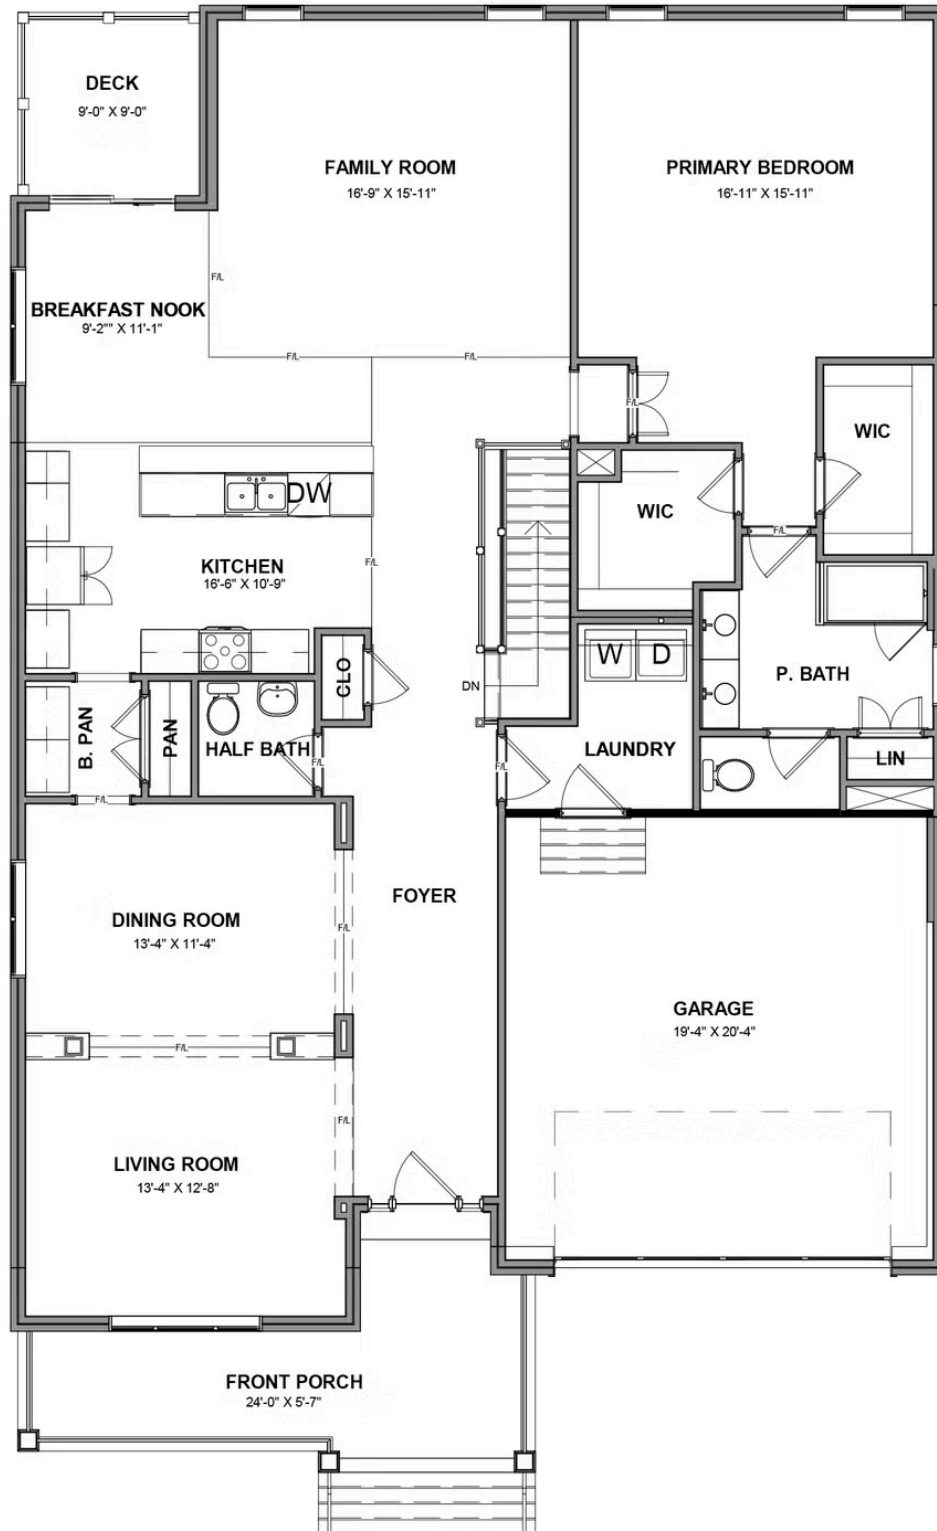 DECK
9'-0" X 9'-0"
FAMILY ROOM
16'-9" X 15'-11"
PRIMARY BEDROOM
16'-11" X 15'-11"
F/L
BREAKFAST NOOK
9'-2"" X 11'-1"
F/L
F/L
F/L
WIC
WIC
DW
F/L
KITCHEN
16'-6" X 10'-9"
F/L
W
D
CLO
DN
P. BATH
B. PAN
PAN
HALF BATH
F/L
LAUNDRY
F/L
LIN
F/L
FOYER
DINING ROOM
13'-4" X 11'-4"
F/L
GARAGE
19'-4" X 20'-4"
F/L
F/L
LIVING ROOM
13'-4" X 12'-8"
FRONT PORCH
24'-0" X 5'-7"